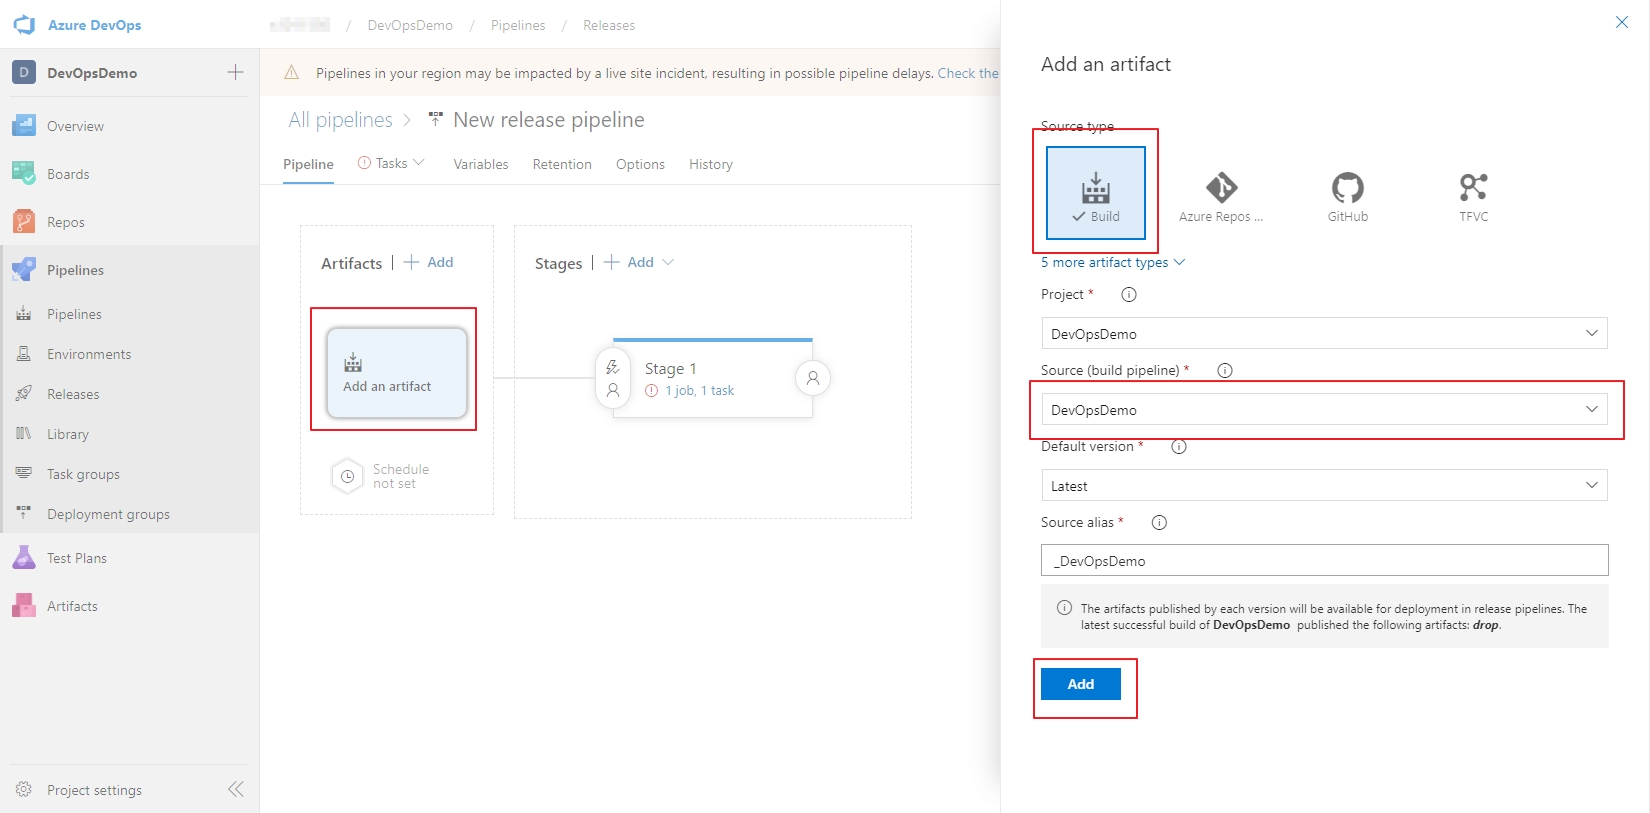 Azure DevOps
/ DevOpsDemo / Pipelines / Releases
D DevOpsDemo
Overview
Boards
Repos
Pipelines
Pipelines
Environments
Releases
Library
Task groups
Deployment groups
Test Plans
Artifacts
Project settings
Pipelines in your region may be impacted by a live site incident, resulting in possible pipeline delays. Check the
All pipelines > New release pipeline
Pipeline Tasks Variables Retention Options History
Artifacts | + Add
Add an artifact
Schedule
not set
Stages | + Add
Stage 1
1 job, 1 task
Add an artifact
Source type
Build
Azure Repos ...
GitHub
TFVC
5 more artifact types
Project *
DevOpsDemo
Source (build pipeline) *
DevOpsDemo
Default version *
Latest
Source alias *
_DevOpsDemo
The artifacts published by each version will be available for deployment in release pipelines. The
latest successful build of DevOpsDemo published the following artifacts: drop.
Add